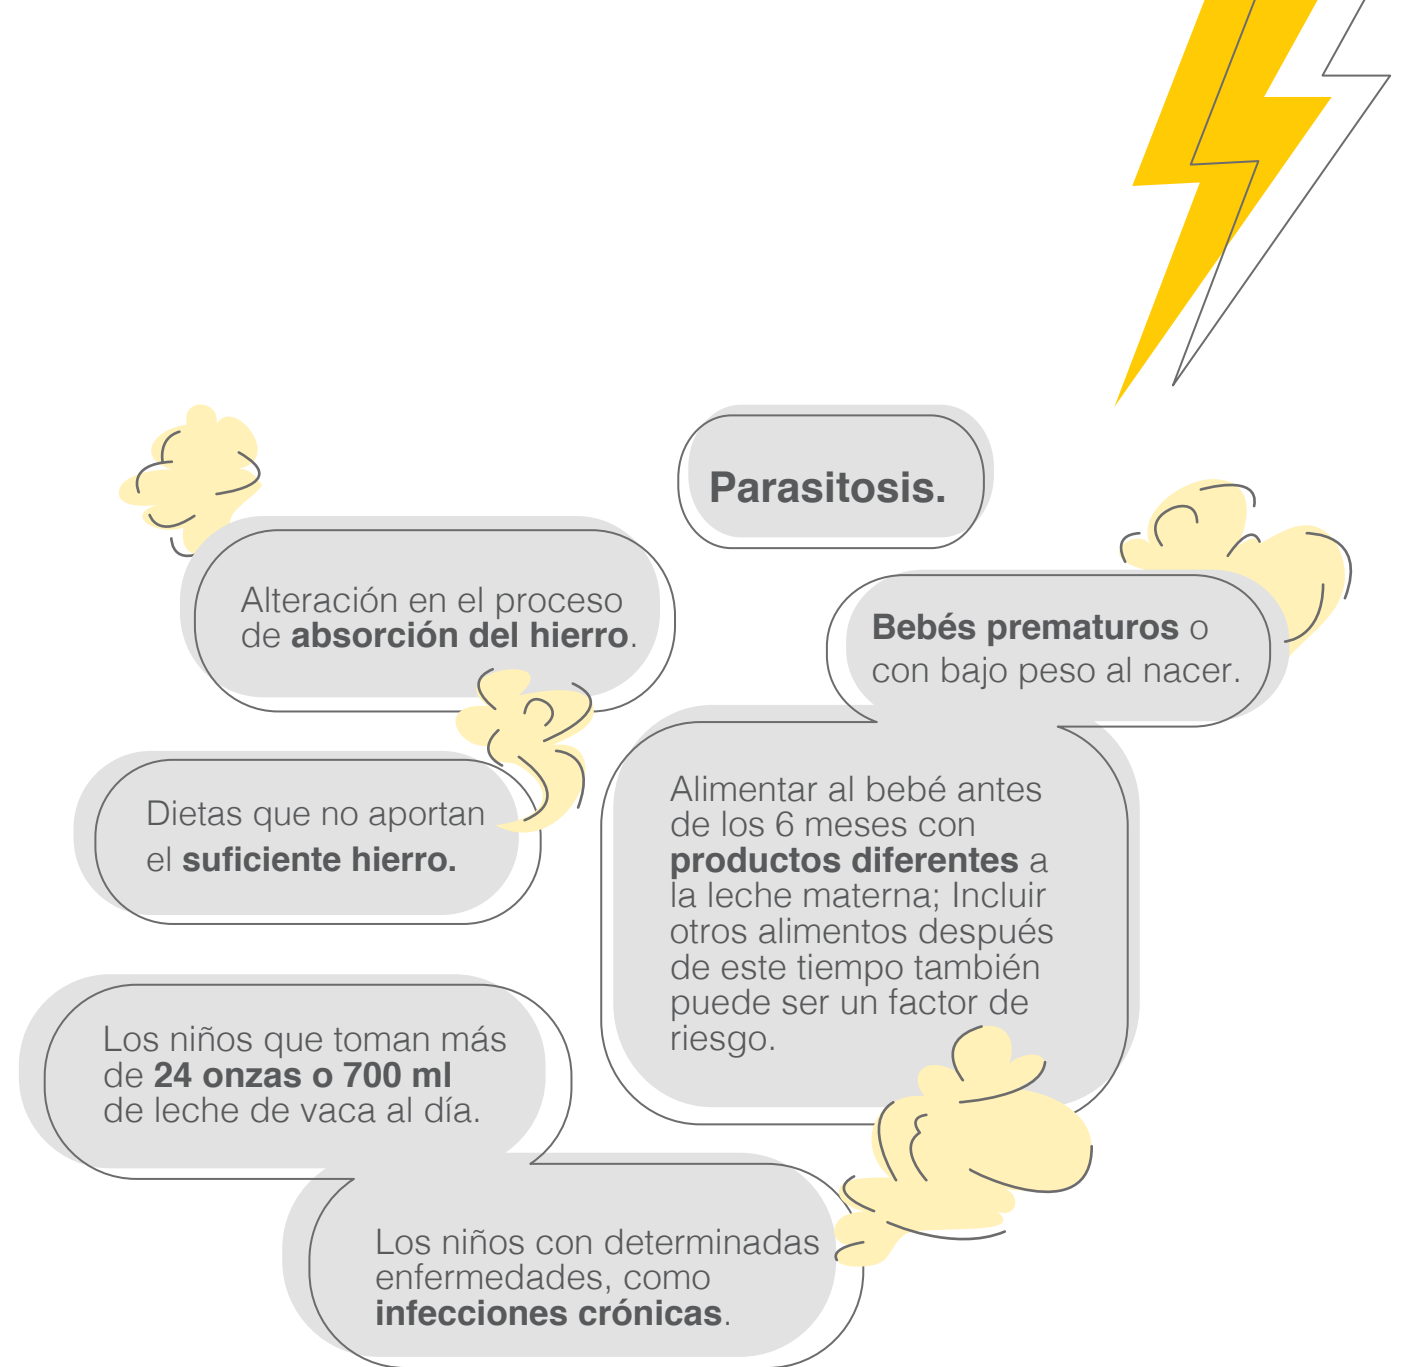 Parasitosis.
Alteración en el proceso
de absorción del hierro.
Bebés prematuros o
con bajo peso al nacer.
Dietas que no aportan
el suficiente hierro.
Alimentar al bebé antes
de los 6 meses con
productos diferentes a
la leche materna; Incluir
otros alimentos después
de este tiempo también
puede ser un factor de
riesgo.
Los niños que toman más
de 24 onzas o 700 ml
de leche de vaca al día.
Los niños con determinadas
enfermedades, como
infecciones crónicas.